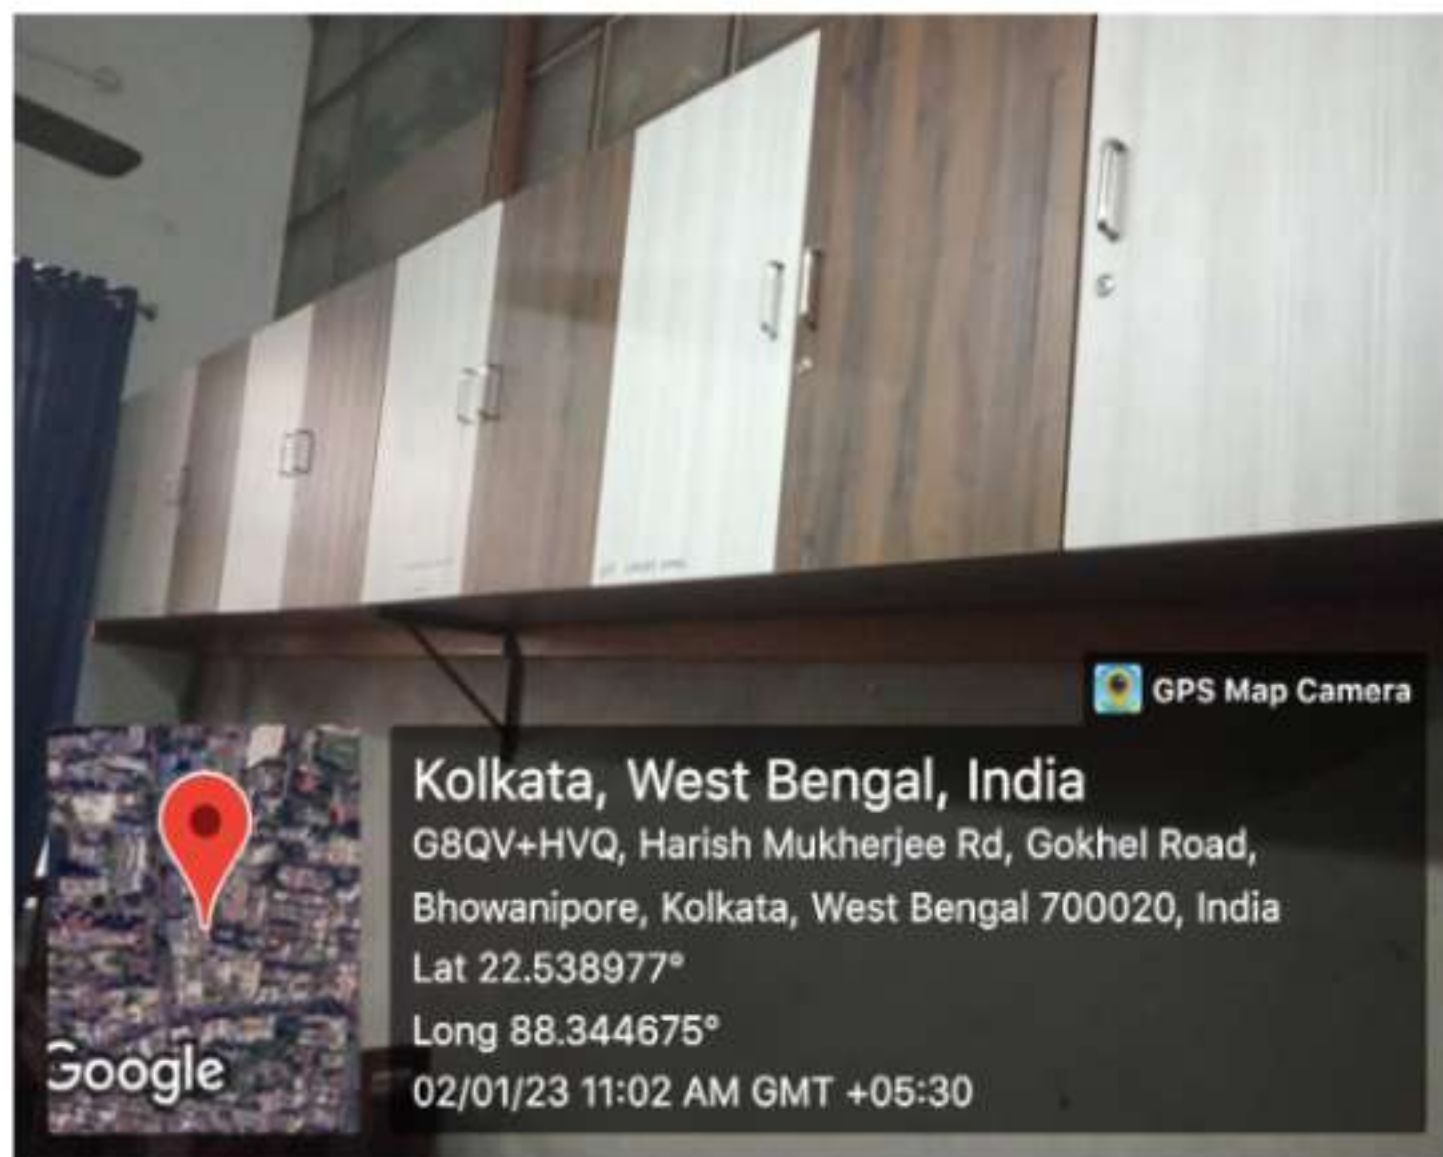 GPS Map Camera
Kolkata, West Bengal, India
G8QV+HVQ, Harish Mukherjee Rd, Gokhel Road,
Bhowanipore, Kolkata, West Bengal 700020, India
Lat 22.538977°
Long 88.344675°
02/01/23 11:02 AM GMT +05:30
Google